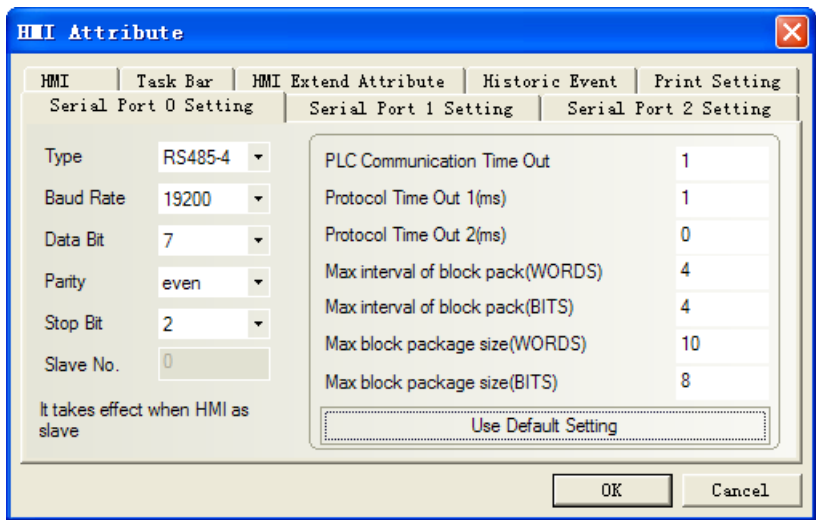 HMI Attribute
HMI Task Bar HMI Extend Attribute Historic Event Print Setting
Serial Port 0 Setting Serial Port 1 Setting Serial Port 2 Setting
Type RS485-4
Baud Rate 19200
Data Bit 7
Parity even
Stop Bit 2
Slave No. 0
It takes effect when HMI as
slave
PLC Communication Time Out 1
Protocol Time Out 1(ms) 1
Protocol Time Out 2(ms) 0
Max interval of block pack(WORDS) 4
Max interval of block pack(BITS) 4
Max block package size(WORDS) 10
Max block package size(BITS) 8
Use Default Setting
OK Cancel